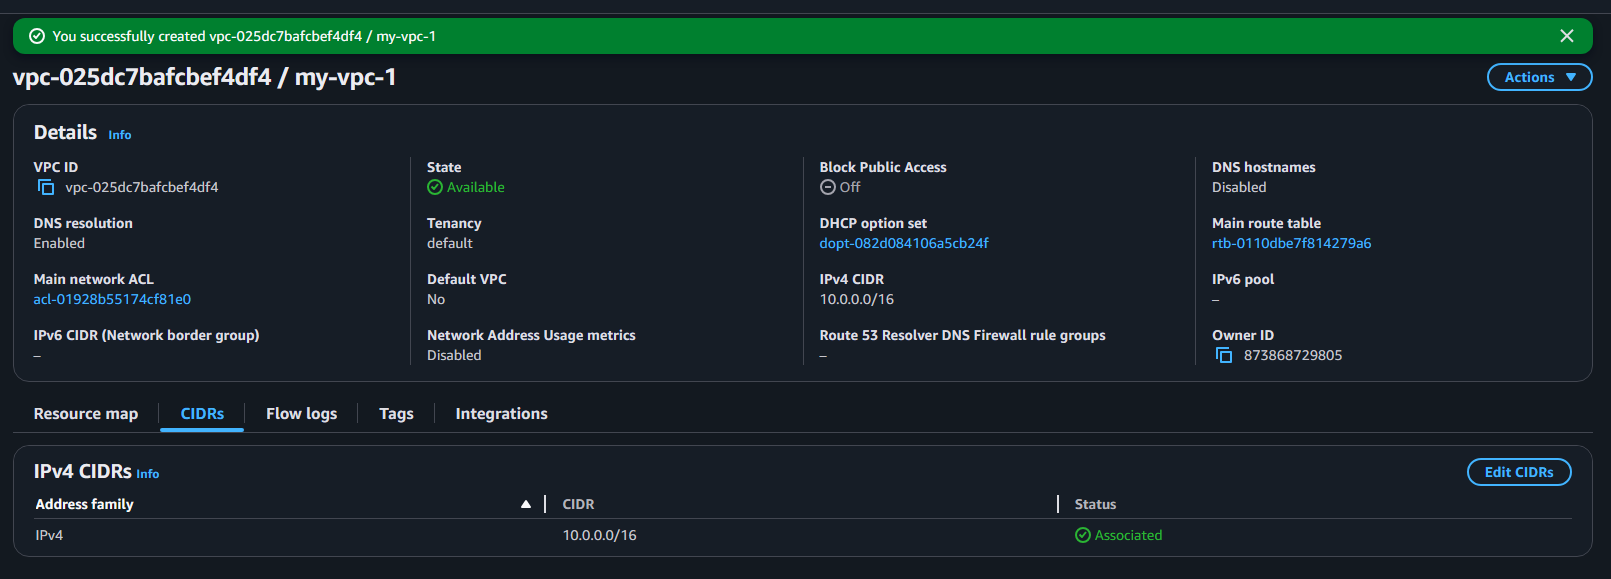 You successfully created vpc-025dc7bafcbef4df4 / my-vpc-1
vpc-025dc7bafcbef4df4 / my-vpc-1
Actions
Details Info
VPC ID
vpc-025dc7bafcbef4df4
State
Available
Block Public Access
Off
DNS hostnames
Disabled
DNS resolution
Enabled
Tenancy
default
DHCP option set
dopt-082d084106a5cb24f
Main route table
rtb-0110dbe7f814279a6
Main network ACL
acl-01928b55174cf81e0
Default VPC
No
IPv4 CIDR
10.0.0.0/16
IPv6 pool
–
IPv6 CIDR (Network border group)
–
Network Address Usage metrics
Disabled
Route 53 Resolver DNS Firewall rule groups
–
Owner ID
873868729805
Resource map
CIDRs
Flow logs
Tags
Integrations
IPv4 CIDRs Info
Edit CIDRs
Address family
CIDR
Status
IPv4
10.0.0.0/16
Associated